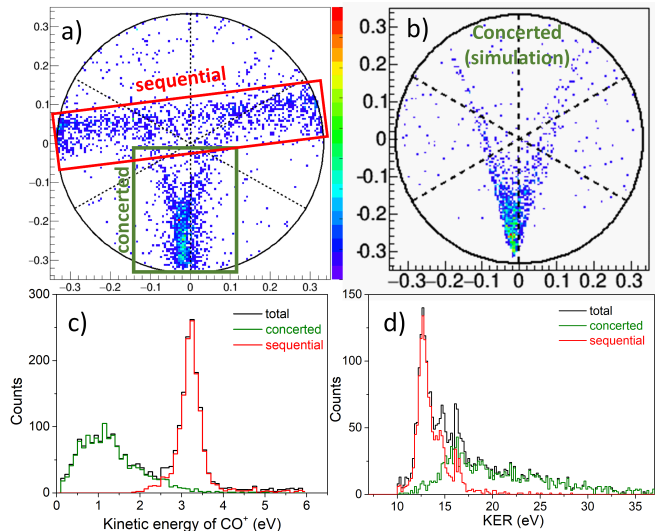 a)
sequential
concerted
0.3
0.2
0.1
0
-0.1
-0.2
-0.3
-0.3 -0.2 -0.1 0 0.1 0.2 0.3
b)
Concerted
(simulation)
0.3
0.2
0.1
0
-0.1
-0.2
-0.3
-0.3 -0.2 -0.1 0 0.1 0.2 0.3
c)
total
concerted
sequential
300
200
100
0
Counts
0 1 2 3 4 5 6
Kinetic energy of CO⁺ (eV)
d)
total
concerted
sequential
150
100
50
0
Counts
10 15 20 25 30 35
KER (eV)